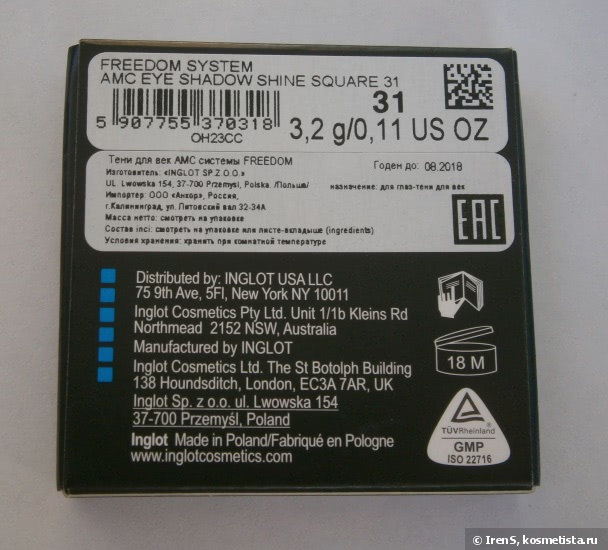 FREEDOM SYSTEM
AMC EYE SHADOW SHINE SQUARE 31
31
5 907755 370318
3,2 g/0,11 US OZ
OH23CC
Тени для век AMC системы FREEDOM
Годен до: 08.2018
Изготовитель: «INGLOT SP.Z.O.O.»
UL. Lwowska 154, 37-700 Przemysl, Polska. /Польша/
назначение: для глаз-тени для век
Импортер: ООО «Анкор», Россия,
г.Калининград, ул. Литовский вал 32-34А
Масса нетто: смотреть на упаковке
Состав inci: смотреть на упаковке или листе-вкладыше (ingredients)
Условия хранения: хранить при комнатной температуре
EAC
Distributed by: INGLOT USA LLC
75 9th Ave, 5Fl, New York NY 10011
Inglot Cosmetics Pty Ltd. Unit 1/1b Kleins Rd
Northmead 2152 NSW, Australia
Manufactured by INGLOT
Inglot Cosmetics Ltd. The St Botolph Building
138 Houndsditch, London, EC3A 7AR, UK
Inglot Sp. z o.o. ul. Lwowska 154
37-700 Przemyśl, Poland
Inglot Made in Poland/Fabriqué en Pologne
www.inglotcosmetics.com
18 M
TÜVRheinland
GMP
ISO 22716
© IrenS, kosmetista.ru